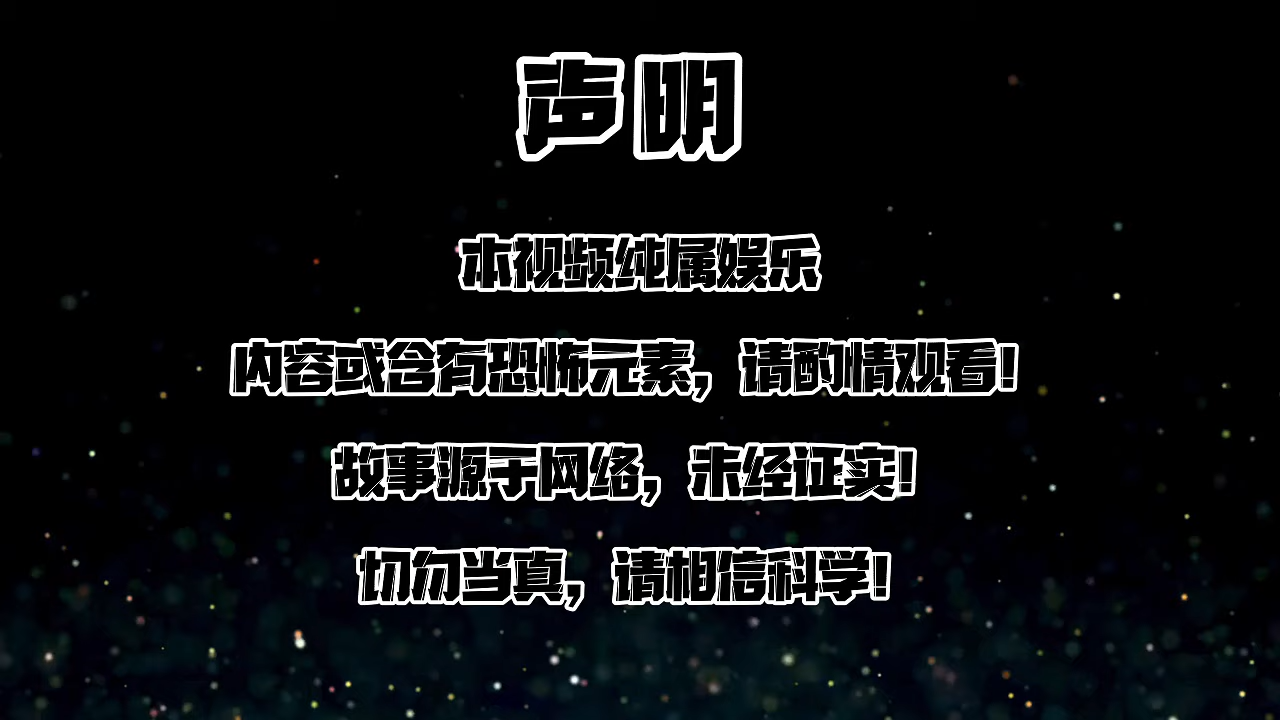 声明
本视频纯属娱乐
内容或含有恐怖元素，请酌情观看！
故事源于网络，未经证实！
切勿当真，请相信科学！